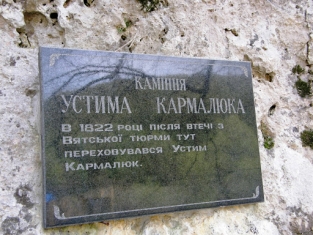 Каміння
Устима Кармалюка
В 1822 році після втечі з
Вятської тюрми тут
переховувався Устим
Кармалюк.